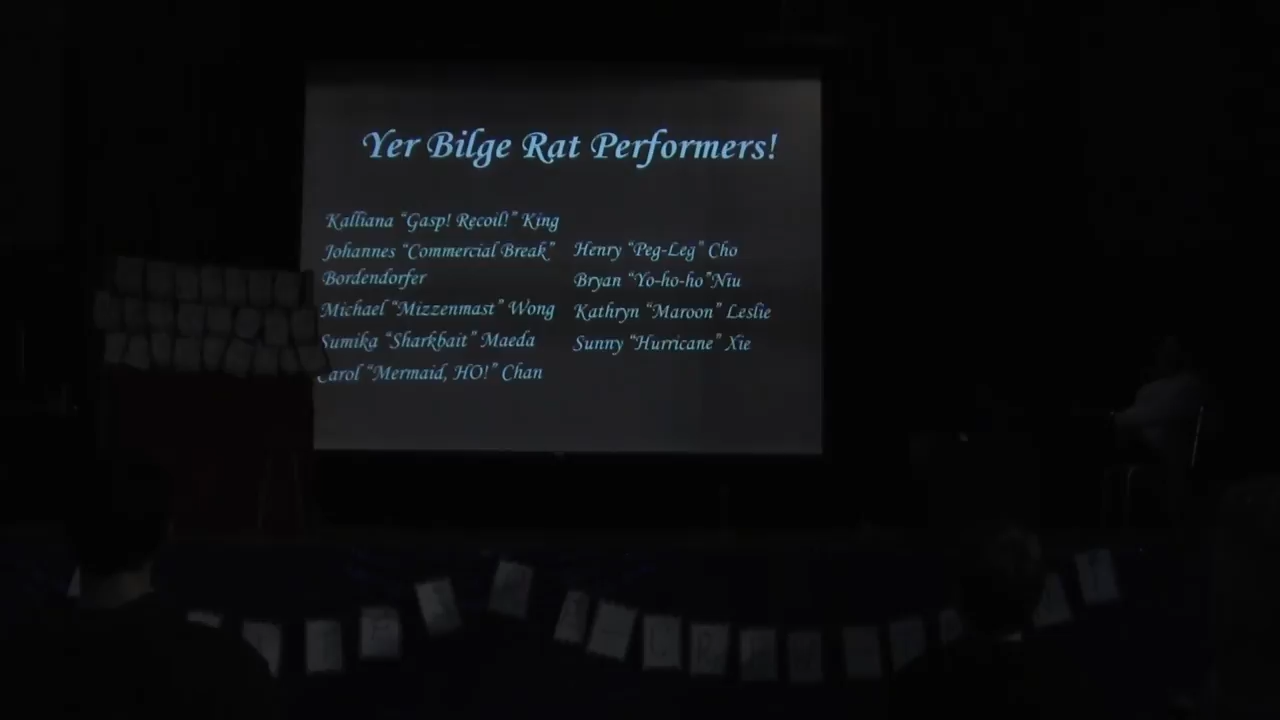 Yer Bilge Rat Performers!
Kalliana “Gasp! Recoil!” King
Johannes “Commercial Break”
Bordendorfer
Michael “Mizzenmast” Wong
Sumika “Sharkbait” Maeda
Carol “Mermaid, HO!” Chan
Henry “Peg-Leg” Cho
Bryan “Yo-ho-ho”Niu
Kathryn “Maroon” Leslie
Sunny “Hurricane” Xie